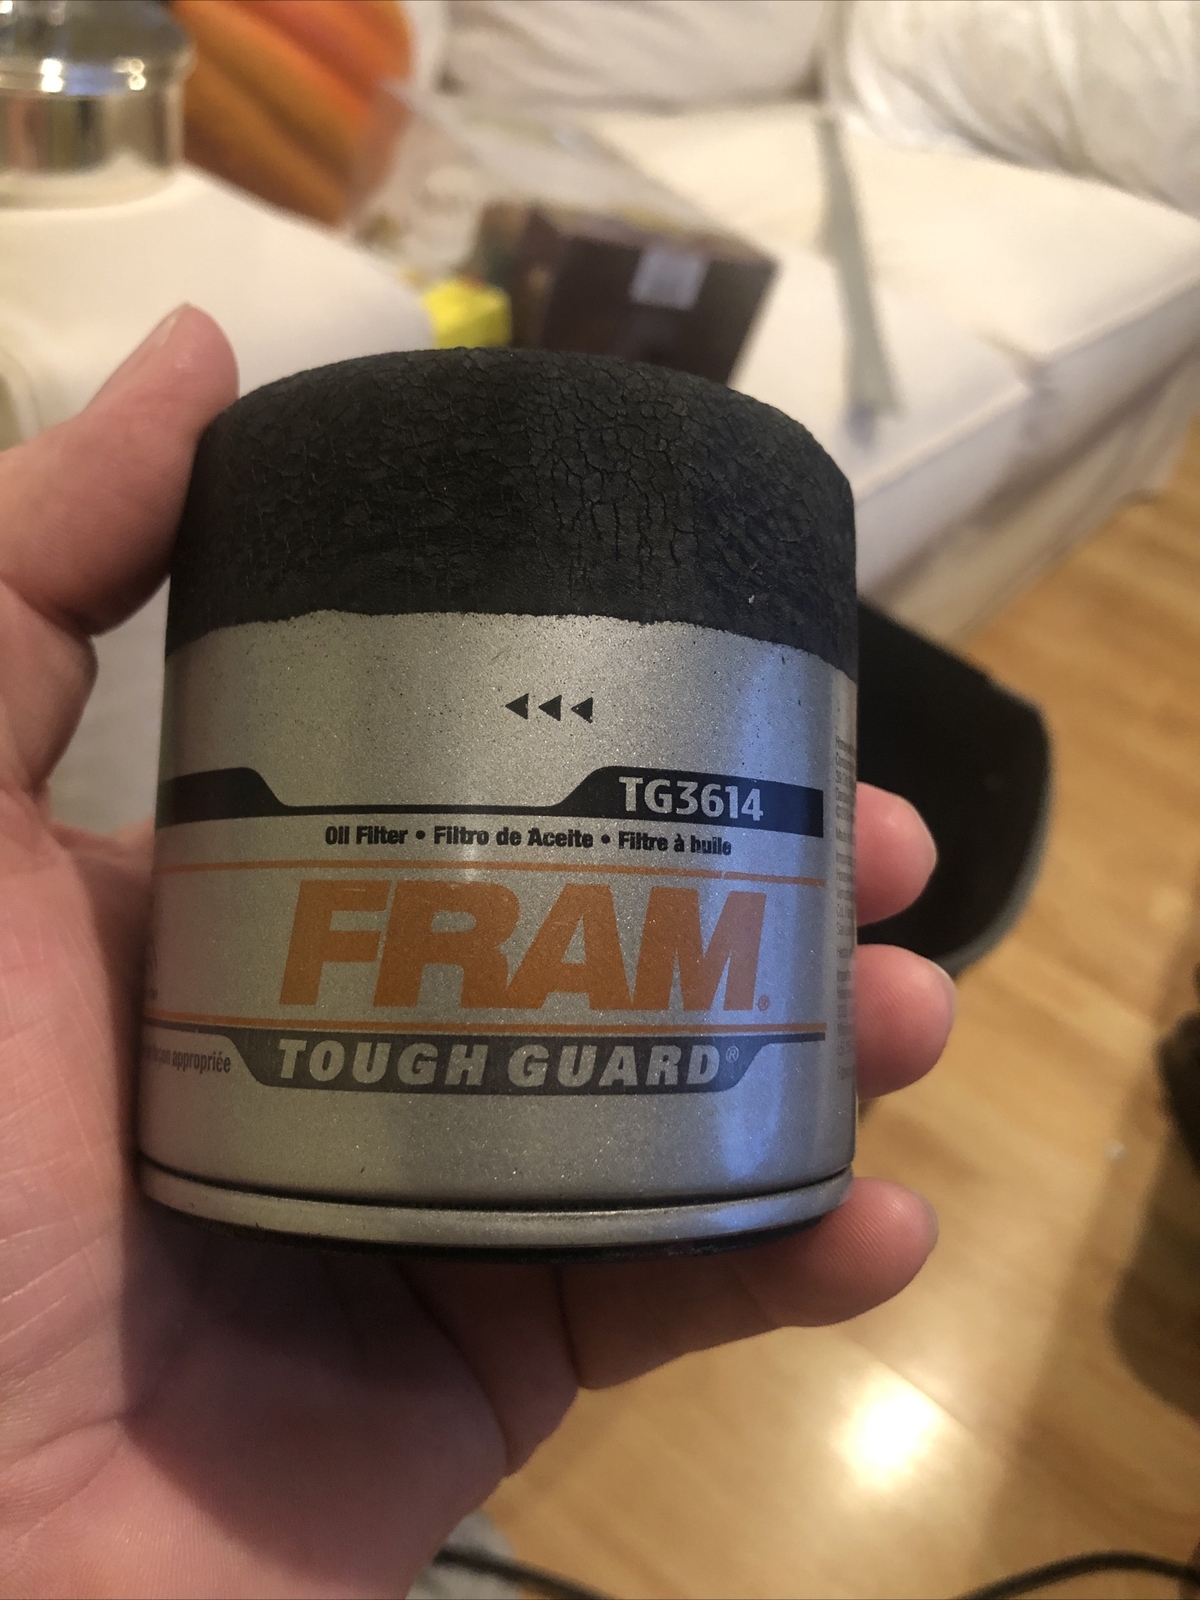 ◄◄◄
TG3614
Oil Filter • Filtro de Aceite • Filtre à huile
FRAM®
appropriée
TOUGH GUARD®